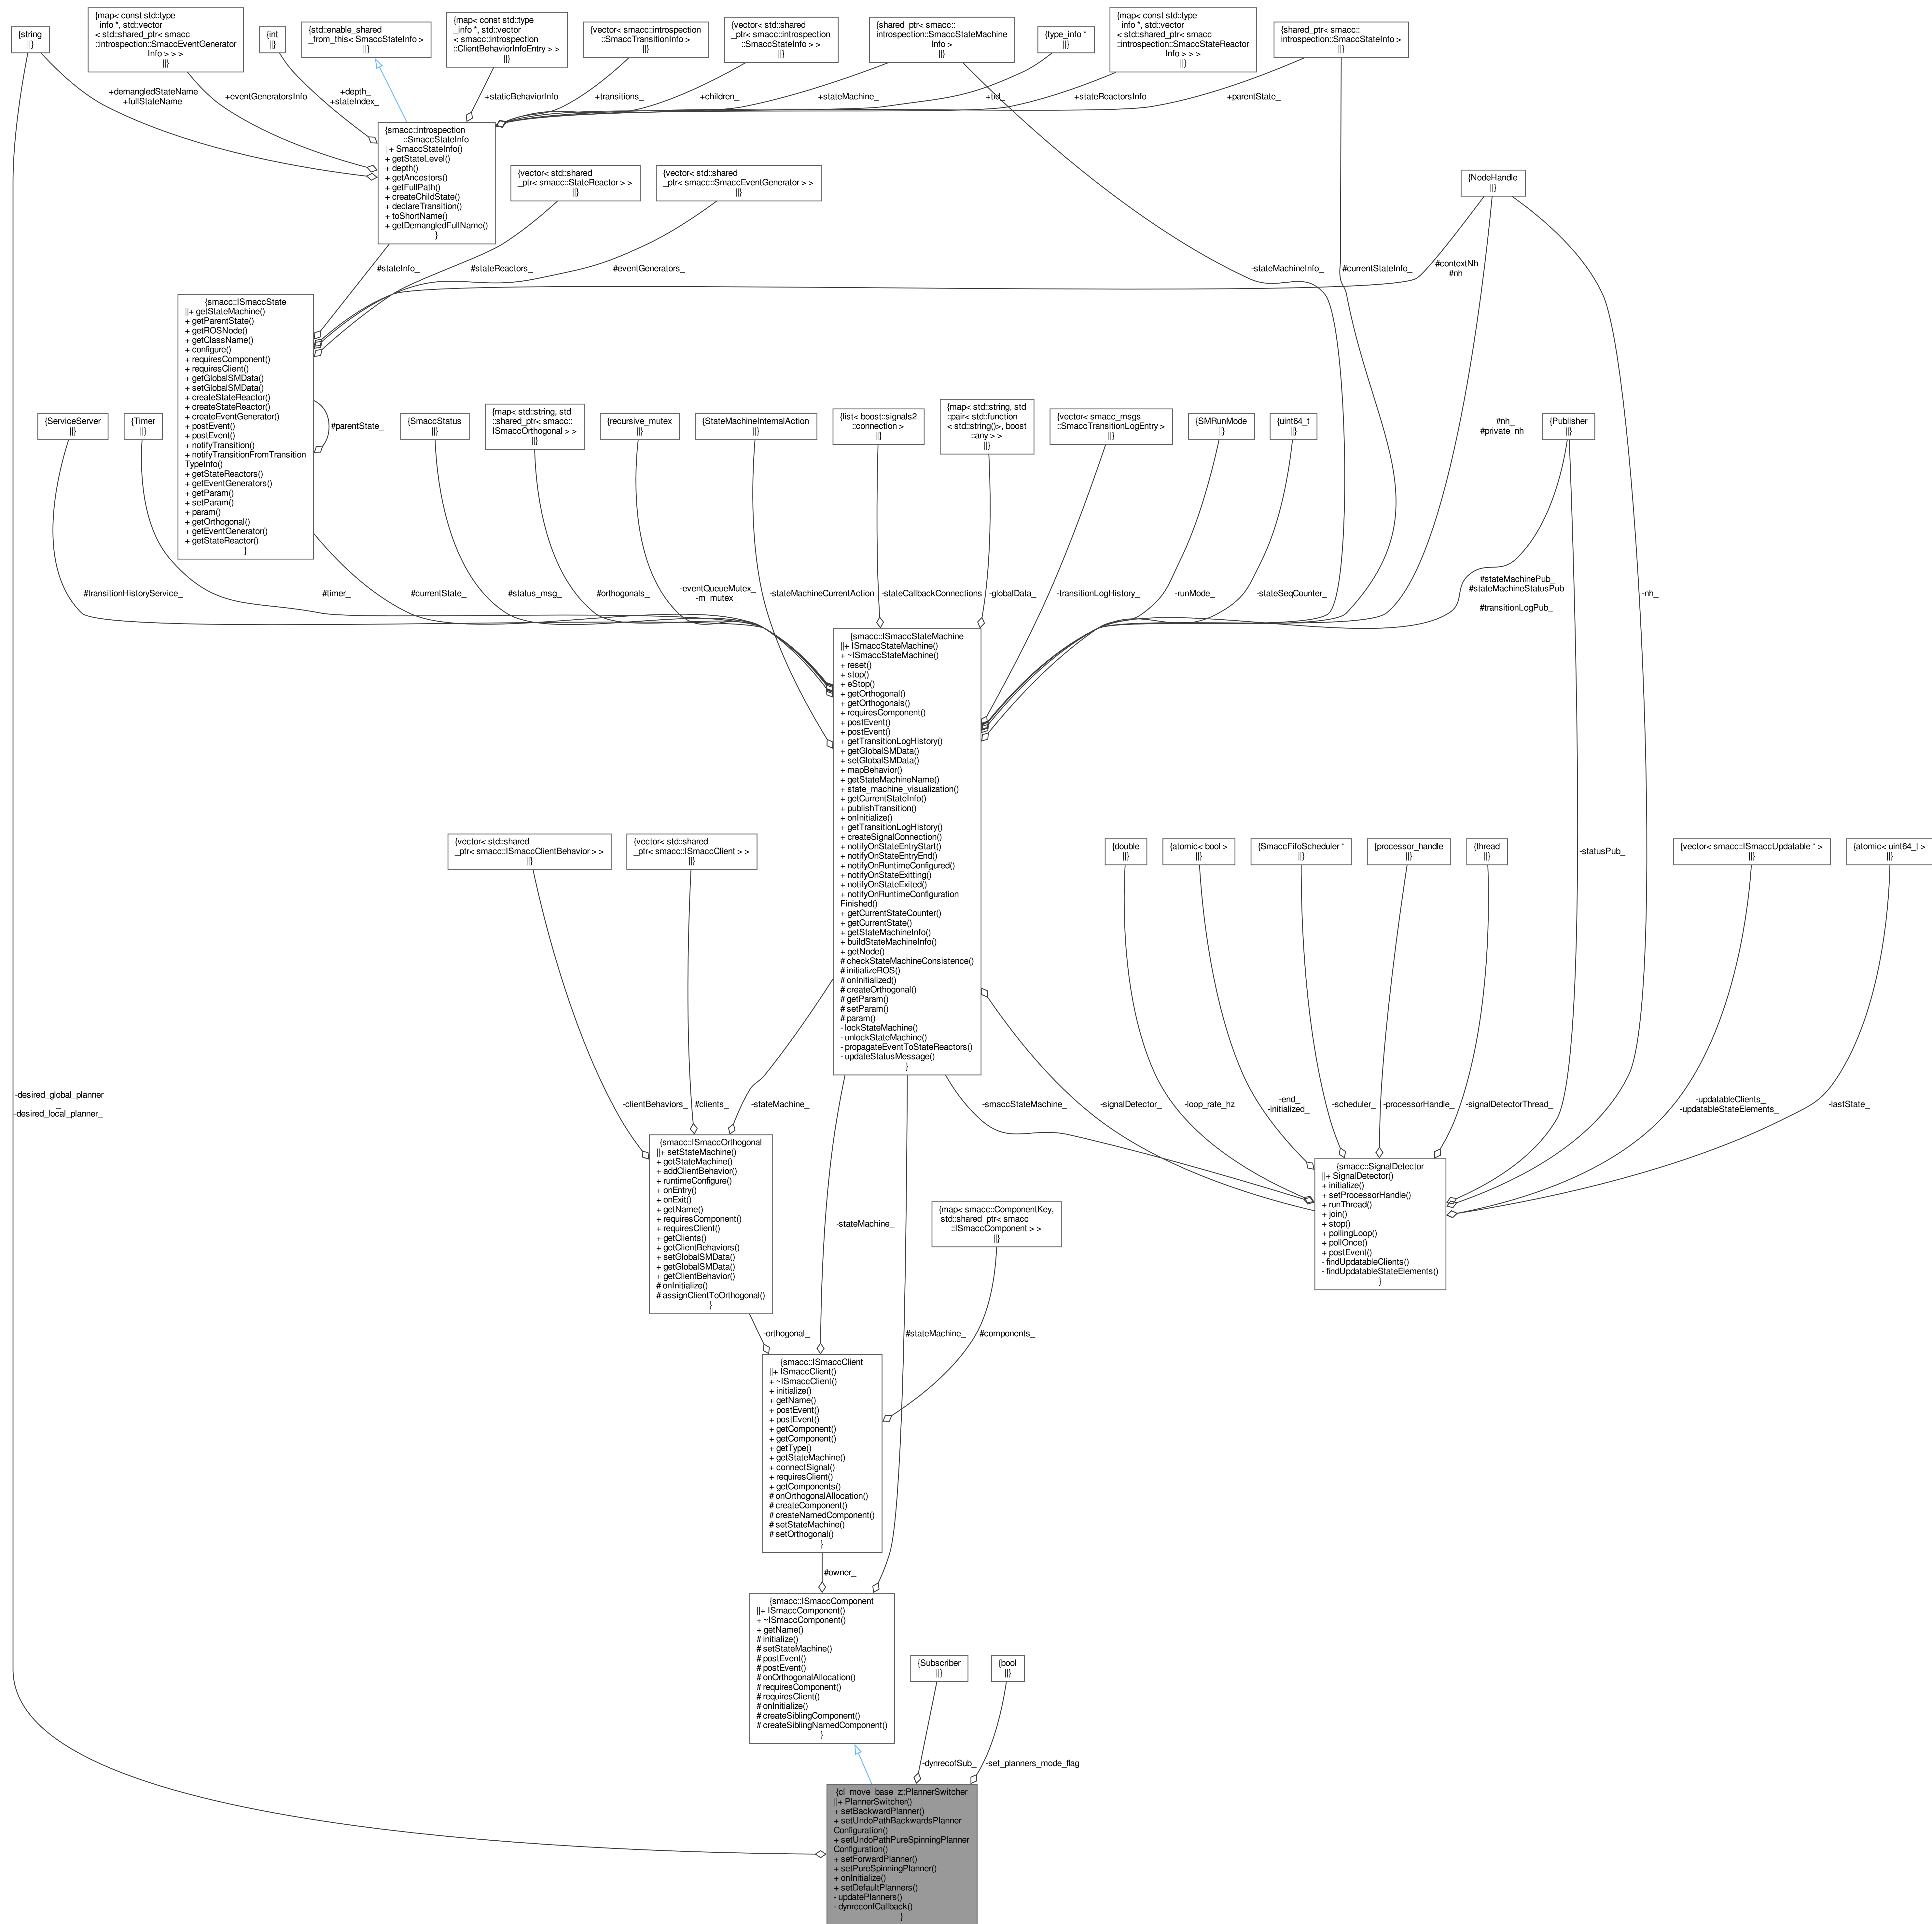 {string
||}
{map< const std::type
_info *, std::vector
< std::shared_ptr< smacc
::introspection::SmaccEventGenerator
Info > > >
||}
{int
||}
{std::enable_shared
_from_this< SmaccStateInfo >
||}
{map< const std::type
_info *, std::vector
< smacc::introspection
::ClientBehaviorInfoEntry > >
||}
{vector< smacc::introspection
::SmaccTransitionInfo >
||}
{vector< std::shared
_ptr< smacc::introspection
::SmaccStateInfo > >
||}
{shared_ptr< smacc::
introspection::SmaccStateMachine
Info >
||}
{type_info *
||}
{map< const std::type
_info *, std::vector
< std::shared_ptr< smacc
::introspection::SmaccStateReactor
Info > > >
||}
{shared_ptr< smacc::
introspection::SmaccStateInfo >
||}
+demangledStateName
+fullStateName
+eventGeneratorsInfo
+depth_
+stateIndex_
+staticBehaviorInfo
+transitions_
+children_
+stateMachine_
+tid_
+stateReactorsInfo
+parentState_
{smacc::introspection
::SmaccStateInfo
||+ SmaccStateInfo()
+ getStateLevel()
+ depth()
+ getAncestors()
+ getFullPath()
+ createChildState()
+ declareTransition()
+ toShortName()
+ getDemangledFullName()
}
{vector< std::shared
_ptr< smacc::StateReactor > >
||}
{vector< std::shared
_ptr< smacc::SmaccEventGenerator > >
||}
{NodeHandle
||}
#stateInfo_
#stateReactors_
#eventGenerators_
-stateMachineInfo_
#currentStateInfo_
#contextNh
#nh
{smacc::ISmaccState
||+ getStateMachine()
+ getParentState()
+ getROSNode()
+ getClassName()
+ configure()
+ requiresComponent()
+ requiresClient()
+ getGlobalSMData()
+ setGlobalSMData()
+ createStateReactor()
+ createStateReactor()
+ createEventGenerator()
+ postEvent()
+ postEvent()
+ notifyTransition()
+ notifyTransitionFromTransition
TypeInfo()
+ getStateReactors()
+ getEventGenerators()
+ getParam()
+ setParam()
+ param()
+ getOrthogonal()
+ getEventGenerator()
+ getStateReactor()
}
#parentState_
{ServiceServer
||}
{Timer
||}
{SmaccStatus
||}
{map< std::string, std
::shared_ptr< smacc::
ISmaccOrthogonal > >
||}
{recursive_mutex
||}
{StateMachineInternalAction
||}
{list< boost::signals2
::connection >
||}
{map< std::string, std
::pair< std::function
< std::string()>, boost
::any > >
||}
{vector< smacc_msgs
::SmaccTransitionLogEntry >
||}
{SMRunMode
||}
{uint64_t
||}
#nh_
#private_nh_
{Publisher
||}
#transitionHistoryService_
#timer_
#currentState_
#status_msg_
#orthogonals_
-eventQueueMutex_
-m_mutex_
-stateMachineCurrentAction
-stateCallbackConnections
-globalData_
-transitionLogHistory_
-runMode_
-stateSeqCounter_
#stateMachinePub_
#stateMachineStatusPub
_
#transitionLogPub_
-nh_
{smacc::ISmaccStateMachine
||+ ISmaccStateMachine()
+ ~ISmaccStateMachine()
+ reset()
+ stop()
+ eStop()
+ getOrthogonal()
+ getOrthogonals()
+ requiresComponent()
+ postEvent()
+ postEvent()
+ getTransitionLogHistory()
+ getGlobalSMData()
+ setGlobalSMData()
+ mapBehavior()
+ getStateMachineName()
+ state_machine_visualization()
+ getCurrentStateInfo()
+ publishTransition()
+ onInitialize()
+ getTransitionLogHistory()
+ createSignalConnection()
+ notifyOnStateEntryStart()
+ notifyOnStateEntryEnd()
+ notifyOnRuntimeConfigured()
+ notifyOnStateExitting()
+ notifyOnStateExited()
+ notifyOnRuntimeConfiguration
Finished()
+ getCurrentStateCounter()
+ getCurrentState()
+ getStateMachineInfo()
+ buildStateMachineInfo()
+ getNode()
# checkStateMachineConsistence()
# initializeROS()
# onInitialized()
# createOrthogonal()
# getParam()
# setParam()
# param()
- lockStateMachine()
- unlockStateMachine()
- propagateEventToStateReactors()
- updateStatusMessage()
}
{vector< std::shared
_ptr< smacc::ISmaccClientBehavior > >
||}
{vector< std::shared
_ptr< smacc::ISmaccClient > >
||}
{double
||}
{atomic< bool >
||}
{SmaccFifoScheduler *
||}
{processor_handle
||}
{thread
||}
-statusPub_
{vector< smacc::ISmaccUpdatable * >
||}
{atomic< uint64_t >
||}
-desired_global_planner
_
-desired_local_planner_
-clientBehaviors_
#clients_
-stateMachine_
-smaccStateMachine_
-signalDetector_
-loop_rate_hz
-end_
-initialized_
-scheduler_
-processorHandle_
-signalDetectorThread_
-updatableClients_
-updatableStateElements_
-lastState_
{smacc::ISmaccOrthogonal
||+ setStateMachine()
+ getStateMachine()
+ addClientBehavior()
+ runtimeConfigure()
+ onEntry()
+ onExit()
+ getName()
+ requiresComponent()
+ requiresClient()
+ getClients()
+ getClientBehaviors()
+ setGlobalSMData()
+ getGlobalSMData()
+ getClientBehavior()
# onInitialize()
# assignClientToOrthogonal()
}
{smacc::SignalDetector
||+ SignalDetector()
+ initialize()
+ setProcessorHandle()
+ runThread()
+ join()
+ stop()
+ pollingLoop()
+ pollOnce()
+ postEvent()
- findUpdatableClients()
- findUpdatableStateElements()
}
-stateMachine_
{map< smacc::ComponentKey,
std::shared_ptr< smacc
::ISmaccComponent > >
||}
-orthogonal_
#stateMachine_
#components_
{smacc::ISmaccClient
||+ ISmaccClient()
+ ~ISmaccClient()
+ initialize()
+ getName()
+ postEvent()
+ postEvent()
+ getComponent()
+ getComponent()
+ getType()
+ getStateMachine()
+ connectSignal()
+ requiresClient()
+ getComponents()
# onOrthogonalAllocation()
# createComponent()
# createNamedComponent()
# setStateMachine()
# setOrthogonal()
}
#owner_
{smacc::ISmaccComponent
||+ ISmaccComponent()
+ ~ISmaccComponent()
+ getName()
# initialize()
# setStateMachine()
# postEvent()
# postEvent()
# onOrthogonalAllocation()
# requiresComponent()
# requiresClient()
# onInitialize()
# createSiblingComponent()
# createSiblingNamedComponent()
}
{Subscriber
||}
{bool
||}
-dynrecofSub_
-set_planners_mode_flag
{cl_move_base_z::PlannerSwitcher
||+ PlannerSwitcher()
+ setBackwardPlanner()
+ setUndoPathBackwardsPlanner
Configuration()
+ setUndoPathPureSpinningPlanner
Configuration()
+ setForwardPlanner()
+ setPureSpinningPlanner()
+ onInitialize()
+ setDefaultPlanners()
- updatePlanners()
- dynreconfCallback()
}